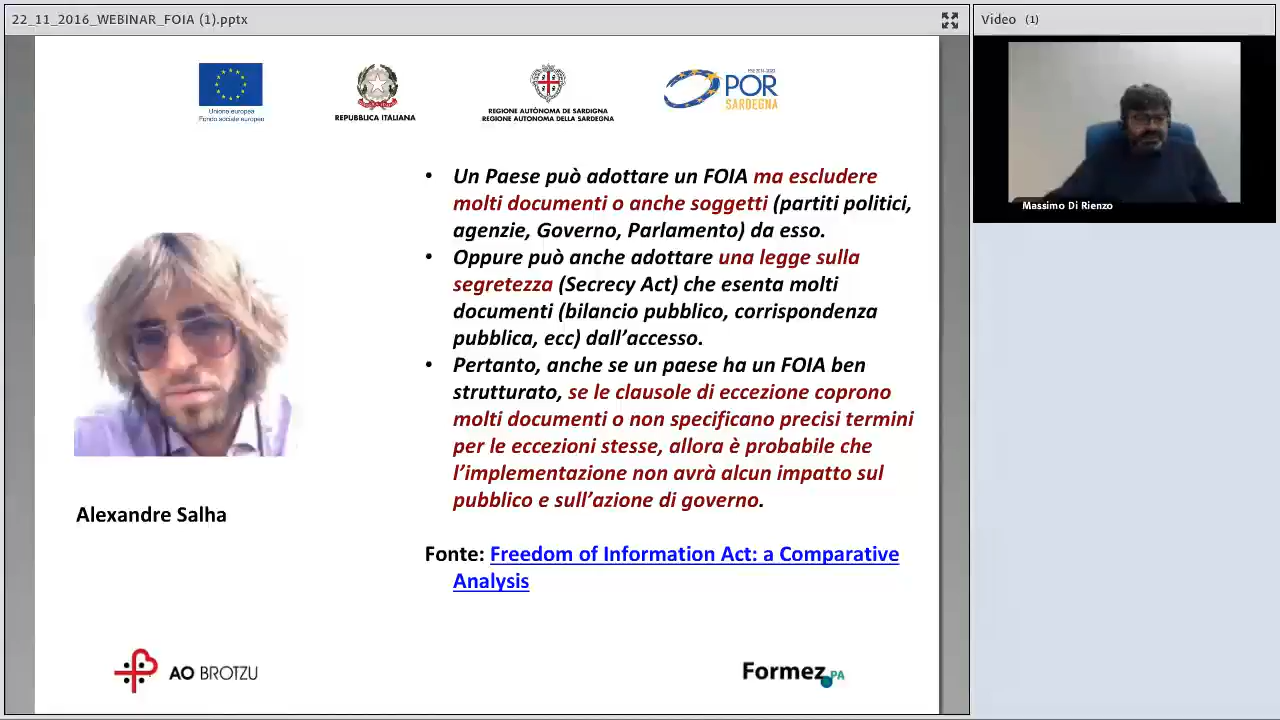 22_11_2016_WEBINAR_FOIA (1).pptx
Video (1)
Unione europea
Fondo sociale europeo
REPUBBLICA ITALIANA
REGIONE AUTÒNOMA DE SARDIGNA
REGIONE AUTONOMA DELLA SARDEGNA
POR
SARDEGNA
Massimo Di Rienzo
• Un Paese può adottare un FOIA ma escludere
molti documenti o anche soggetti (partiti politici,
agenzie, Governo, Parlamento) da esso.
• Oppure può anche adottare una legge sulla
segretezza (Secrecy Act) che esenta molti
documenti (bilancio pubblico, corrispondenza
pubblica, ecc) dall’accesso.
• Pertanto, anche se un paese ha un FOIA ben
strutturato, se le clausole di eccezione coprono
molti documenti o non specificano precisi termini
per le eccezioni stesse, allora è probabile che
l’implementazione non avrà alcun impatto sul
pubblico e sull’azione di governo.
Alexandre Salha
Fonte: Freedom of Information Act: a Comparative
Analysis
AO BROTZU
Formez PA